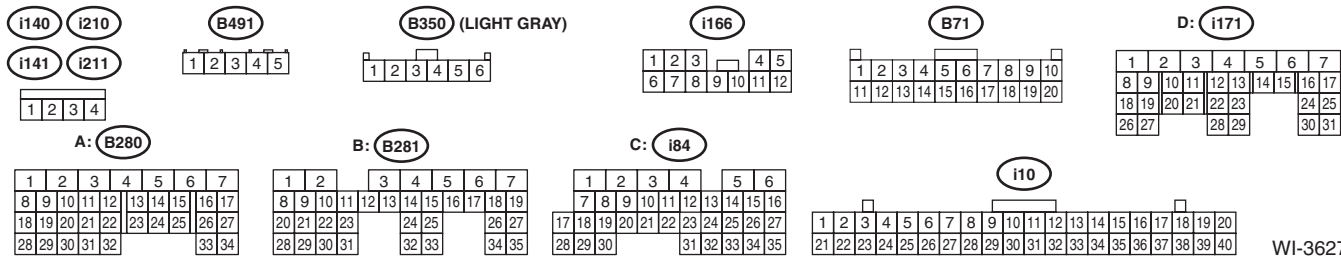 i140 i210 B491 B350 (LIGHT GRAY) i166 B71 D: i171
i141 i211
1 2 3 4 5
1 2 3 4 5 6
1 2 3 4 5
6 7 8 9 10 11 12
1 2 3 4 5 6 7 8 9 10
11 12 13 14 15 16 17 18 19 20
1 2 3 4 5 6 7
8 9 10 11 12 13 14 15 16 17
18 19 20 21 22 23 24 25
26 27 28 29 30 31
1 2 3 4
A: B280 B: B281 C: i84 i10
1 2 3 4 5 6 7
8 9 10 11 12 13 14 15 16 17
18 19 20 21 22 23 24 25 26 27
28 29 30 31 32 33 34
1 2 3 4 5 6 7
8 9 10 11 12 13 14 15 16 17 18 19
20 21 22 23 24 25 26 27
28 29 30 31 32 33 34 35
1 2 3 4 5 6
7 8 9 10 11 12 13 14 15 16
17 18 19 20 21 22 23 24 25 26 27
28 29 30 31 32 33 34 35
1 2 3 4 5 6 7 8 9 10 11 12 13 14 15 16 17 18 19 20
21 22 23 24 25 26 27 28 29 30 31 32 33 34 35 36 37 38 39 40
WI-3627